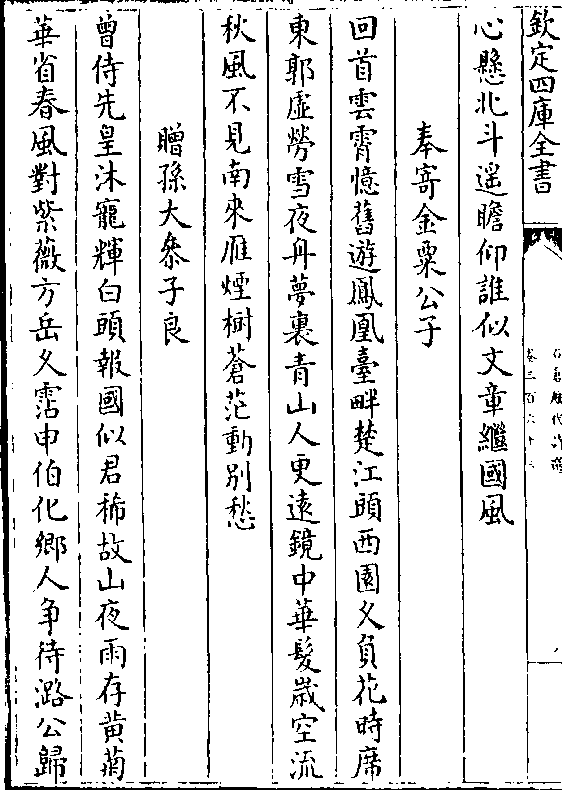 欽定四庫全書
心懸北斗遥瞻仰誰似文章繼國風
奉寄金粟公子
回首雲霄憶舊遊鳳凰臺畔楚江頭西園久負花時席
東郭虛勞雪夜舟夢裏青山人更遠鏡中華髮歲空流
秋風不見南來雁煙樹蒼茫動别愁
贈孫大叅子良
曾侍先皇沐寵輝白頭報國似君稀故山夜雨存黄菊
華省春風對紫薇方岳久霑申伯化鄉人争待潞公歸